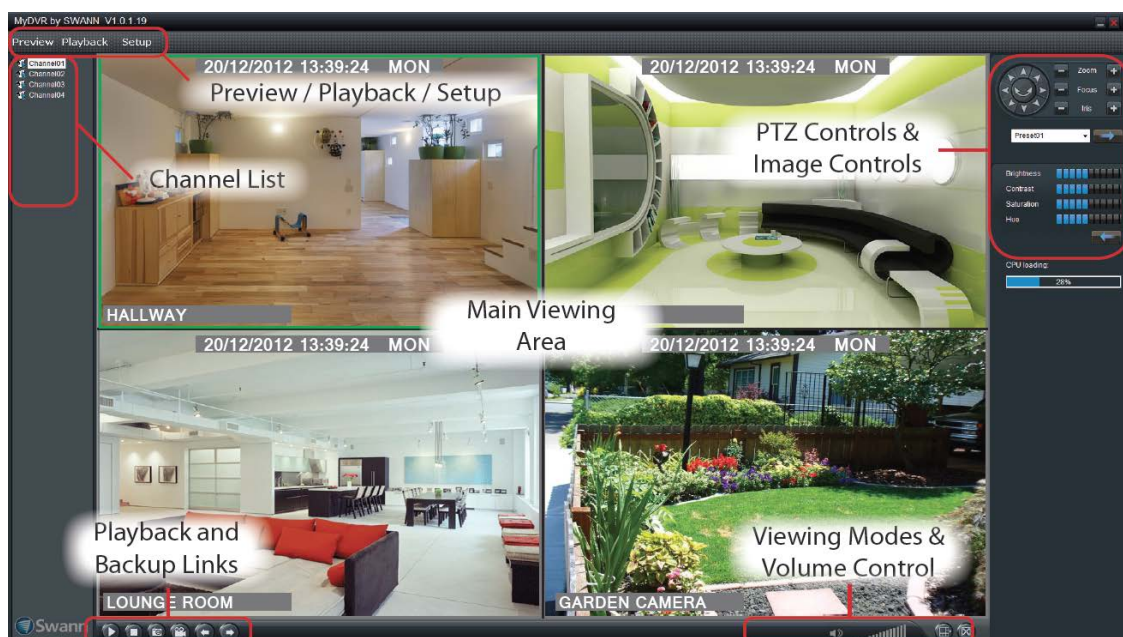 MyDVR by SWANN V1.0.1.19
Preview Playback Setup
Channel01
Channel02
Channel03
Channel04
20/12/2012 13:39:24 MON
20/12/2012 13:39:24 MON
Preview / Playback / Setup
Channel List
PTZ Controls &
Image Controls
Zoom
Focus
Iris
Preset01
Brightness
Contrast
Saturation
Hue
CPU loading:
28%
HALLWAY
Main Viewing
Area
20/12/2012 13:39:24 MON
20/12/2012 13:39:24 MON
Playback and
Backup Links
Viewing Modes &
Volume Control
LOUNGE ROOM
GARDEN CAMERA
Swann